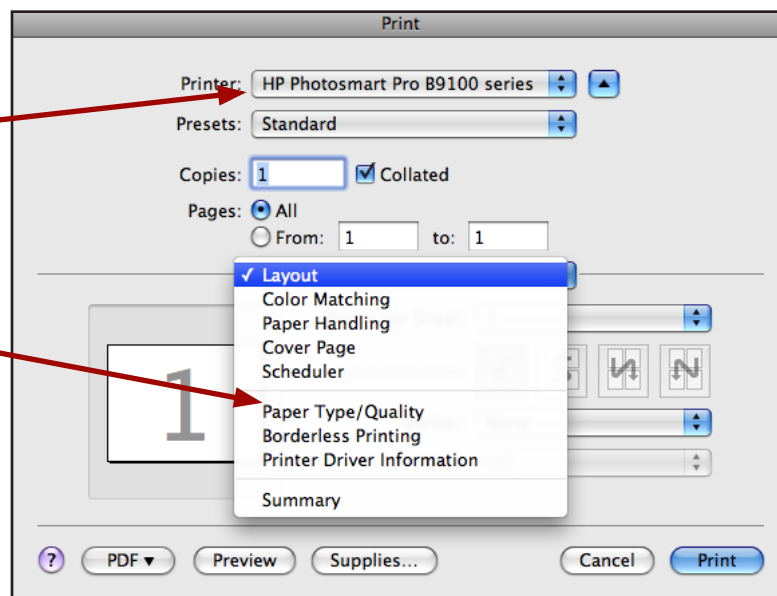 Print
Printer: HP Photosmart Pro B9100 series
Presets: Standard
Copies: 1 Collated
Pages: All
From: 1 to: 1
✓ Layout
Color Matching
Paper Handling
Cover Page
Scheduler
Paper Type/Quality
Borderless Printing
Printer Driver Information
Summary
1
? PDF ▼ Preview Supplies... Cancel Print